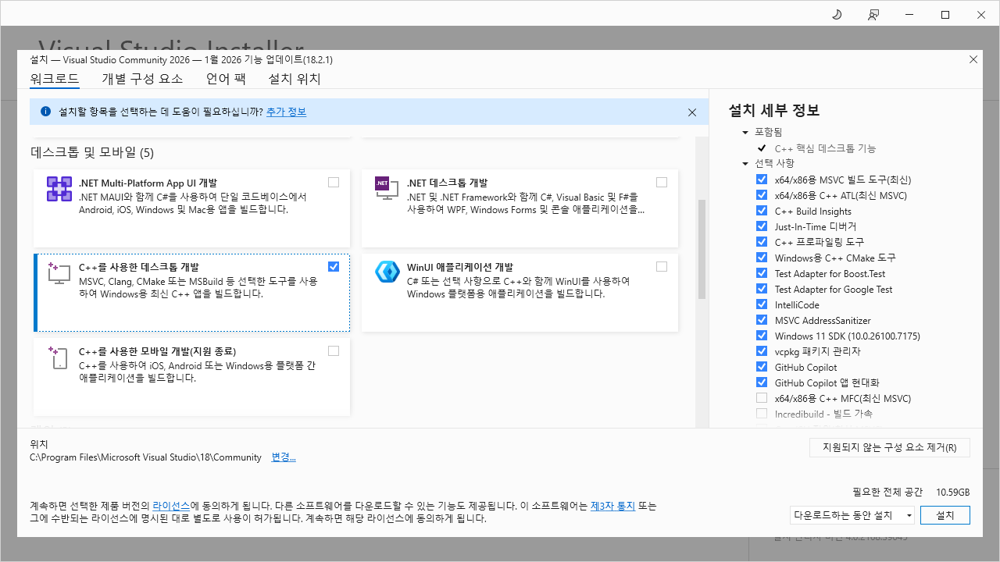 Visual Studio Installer
설치 — Visual Studio Community 2026 — 1월 2026 기능 업데이트(18.2.1)
워크로드 개별 구성 요소 언어 팩 설치 위치
설치할 항목을 선택하는 데 도움이 필요하십니까? 추가 정보
데스크톱 및 모바일 (5)
.NET Multi-Platform App UI 개발
.NET MAUI와 함께 C#을 사용하여 단일 코드베이스에서
Android, iOS, Windows 및 Mac용 앱을 빌드합니다.
.NET
.NET 데스크톱 개발
.NET 및 .NET Framework와 함께 C#, Visual Basic 및 F#을
사용하여 WPF, Windows Forms 및 콘솔 애플리케이션을...
C++를 사용한 데스크톱 개발
MSVC, Clang, CMake 또는 MSBuild 등 선택한 도구를 사용
하여 Windows용 최신 C++ 앱을 빌드합니다.
WinUI 애플리케이션 개발
C# 또는 선택 사항으로 C++와 함께 WinUI를 사용하여
Windows 플랫폼용 애플리케이션을 빌드합니다.
C++를 사용한 모바일 개발(지원 종료)
C++를 사용하여 iOS, Android 또는 Windows용 플랫폼 간
애플리케이션을 빌드합니다.
설치 세부 정보
포함됨
C++ 핵심 데스크톱 기능
선택 사항
x64/x86용 MSVC 빌드 도구(최신)
x64/x86용 C++ ATL(최신 MSVC)
C++ Build Insights
Just-In-Time 디버거
C++ 프로파일링 도구
Windows용 C++ CMake 도구
Test Adapter for Boost.Test
Test Adapter for Google Test
IntelliCode
MSVC AddressSanitizer
Windows 11 SDK (10.0.26100.7175)
vcpkg 패키지 관리자
GitHub Copilot
GitHub Copilot 앱 현대화
x64/x86용 C++ MFC(최신 MSVC)
Incredibuild - 빌드 가속
위치
C:\Program Files\Microsoft Visual Studio\18\Community 변경...
지원되지 않는 구성 요소 제거(R)
필요한 전체 공간 10.59GB
계속하면 선택한 제품 버전의 라이선스에 동의하게 됩니다. 다른 소프트웨어를 다운로드할 수 있는 기능도 제공됩니다. 이 소프트웨어는 제3자 통지 또는
그에 수반되는 라이선스에 명시된 대로 별도로 사용이 허가됩니다. 계속하면 해당 라이선스에 동의하게 됩니다.
다운로드하는 동안 설치 설치